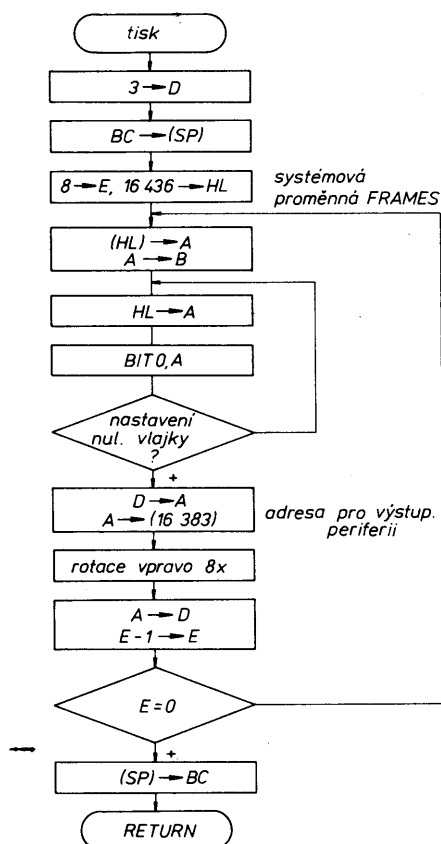 tisk
3 → D
BC → (SP)
8 → E, 16 436 → HL
systémová
proměnná FRAMES
(HL) → A
A → B
HL → A
BIT 0, A
nastavení
nul. vlajky
?
+
D → A
A → (16 383)
adresa pro výstup.
periferii
rotace vpravo 8x
A → D
E - 1 → E
E = 0
+
(SP) → BC
RETURN